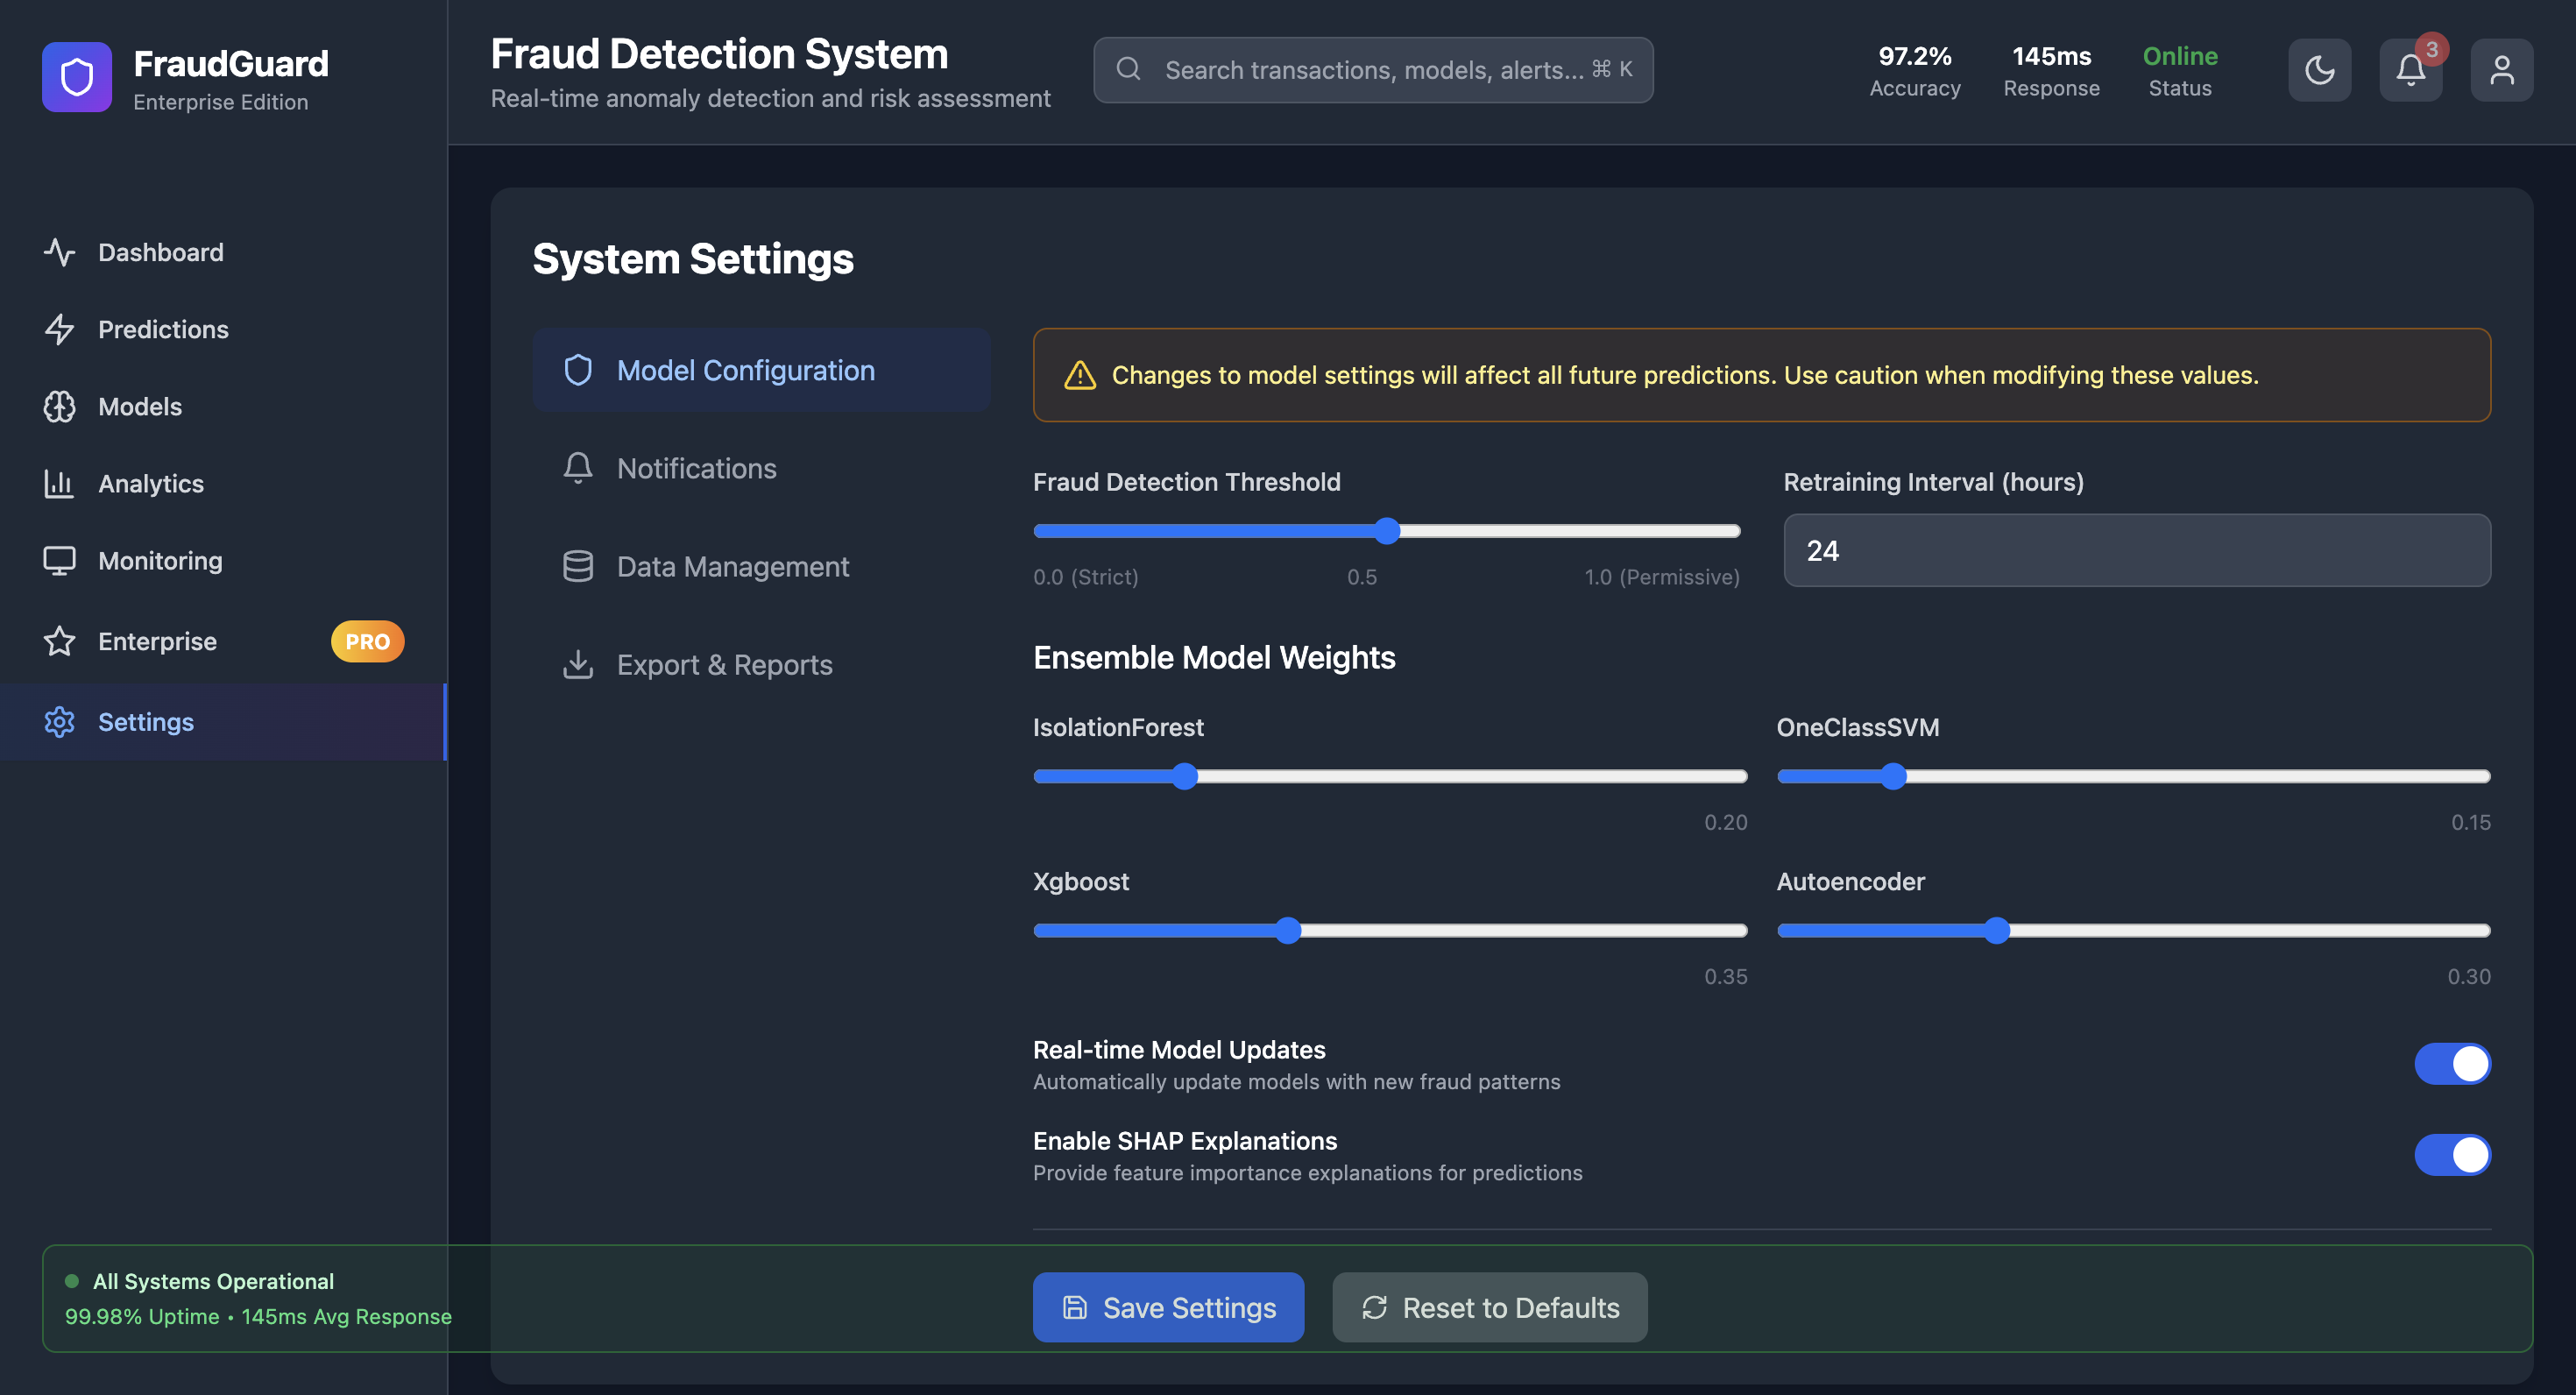 FraudGuard
Enterprise Edition
Fraud Detection System
Real-time anomaly detection and risk assessment
Search transactions, models, alerts... ⌘ K
97.2%
Accuracy
145ms
Response
Online
Status
3
Dashboard
Predictions
Models
Analytics
Monitoring
Enterprise
PRO
Settings
System Settings
Model Configuration
Notifications
Data Management
Export & Reports
Changes to model settings will affect all future predictions. Use caution when modifying these values.
Fraud Detection Threshold
0.0 (Strict)
0.5
1.0 (Permissive)
Retraining Interval (hours)
24
Ensemble Model Weights
IsolationForest
0.20
OneClassSVM
0.15
Xgboost
0.35
Autoencoder
0.30
Real-time Model Updates
Automatically update models with new fraud patterns
Enable SHAP Explanations
Provide feature importance explanations for predictions
All Systems Operational
99.98% Uptime • 145ms Avg Response
Save Settings
Reset to Defaults